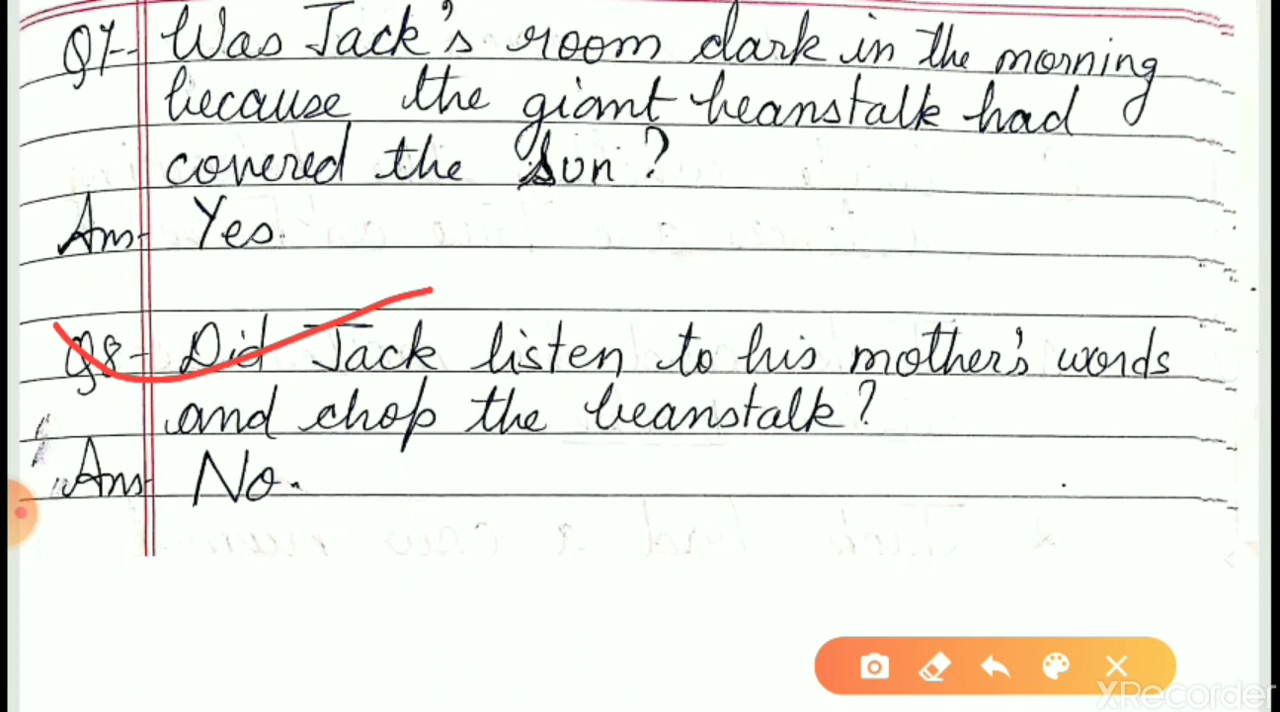 Q7- Was Jack's room dark in the morning
because the giant beanstalk had
covered the Sun?
Ans- Yes.
Q8- Did Jack listen to his mother's words
and chop the beanstalk?
Ans- No.
XRecorder